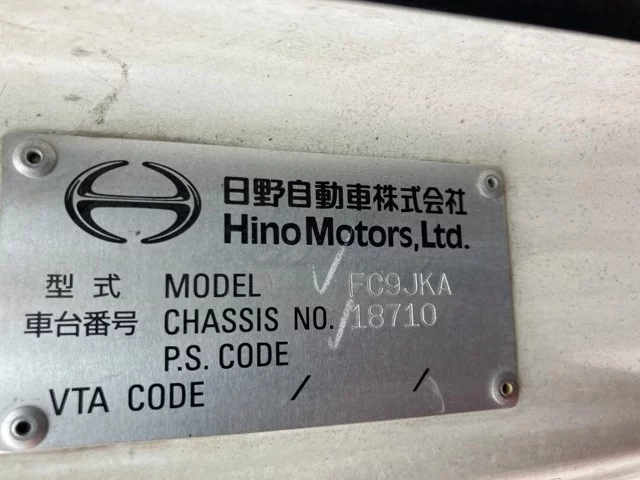 日野自動車株式会社
Hino Motors, Ltd.
型式 MODEL FC9JKA
車台番号 CHASSIS NO. 18710
P.S. CODE
VTA CODE / /